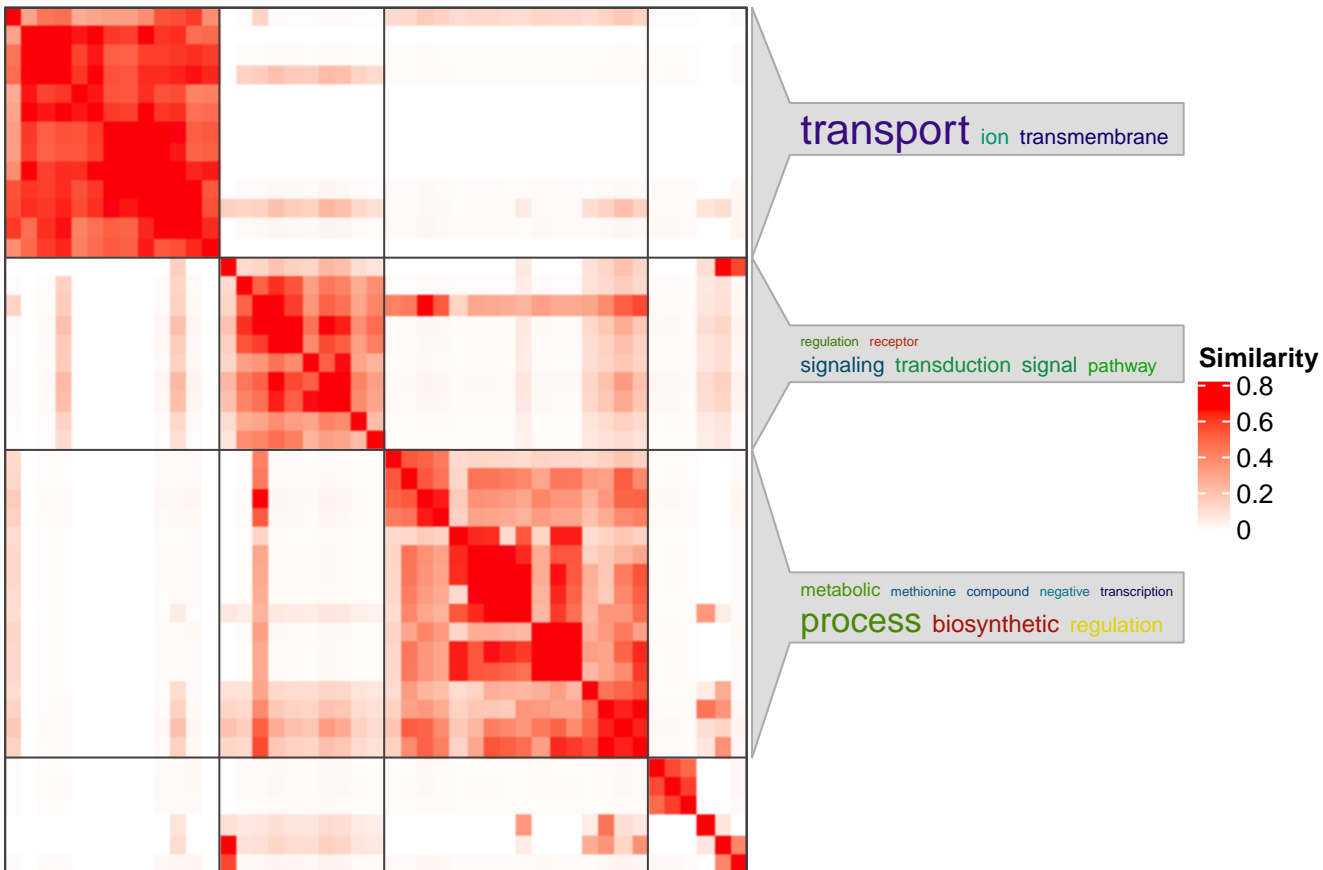 transport ion transmembrane
regulation receptor
signaling transduction signal pathway
Similarity
0.8
0.6
0.4
0.2
0
metabolic methionine compound negative transcription
process biosynthetic regulation